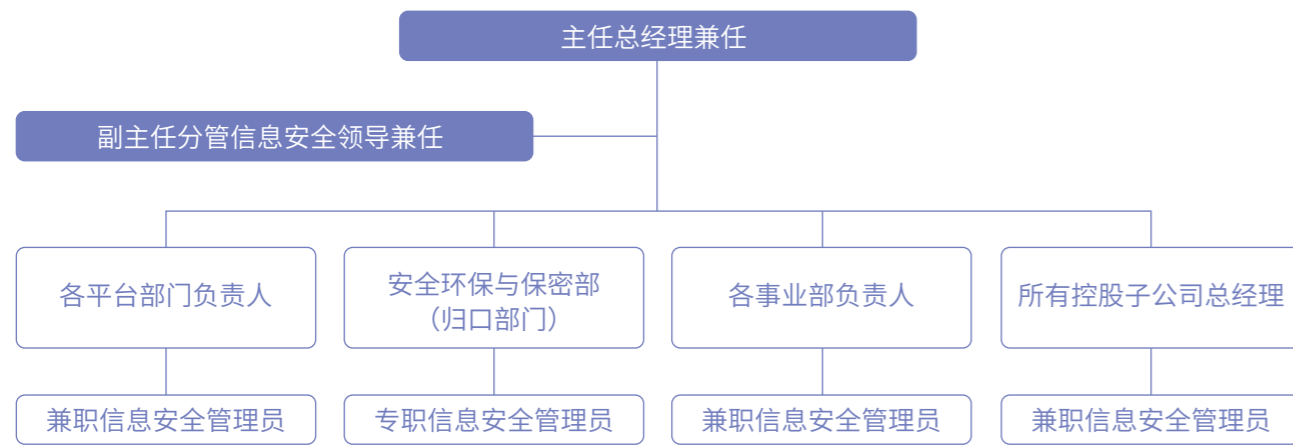 主任总经理兼任
副主任分管信息安全领导兼任
各平台部门负责人
安全环保与保密部
（归口部门）
各事业部负责人
所有控股子公司总经理
兼职信息安全管理员
专职信息安全管理员
兼职信息安全管理员
兼职信息安全管理员